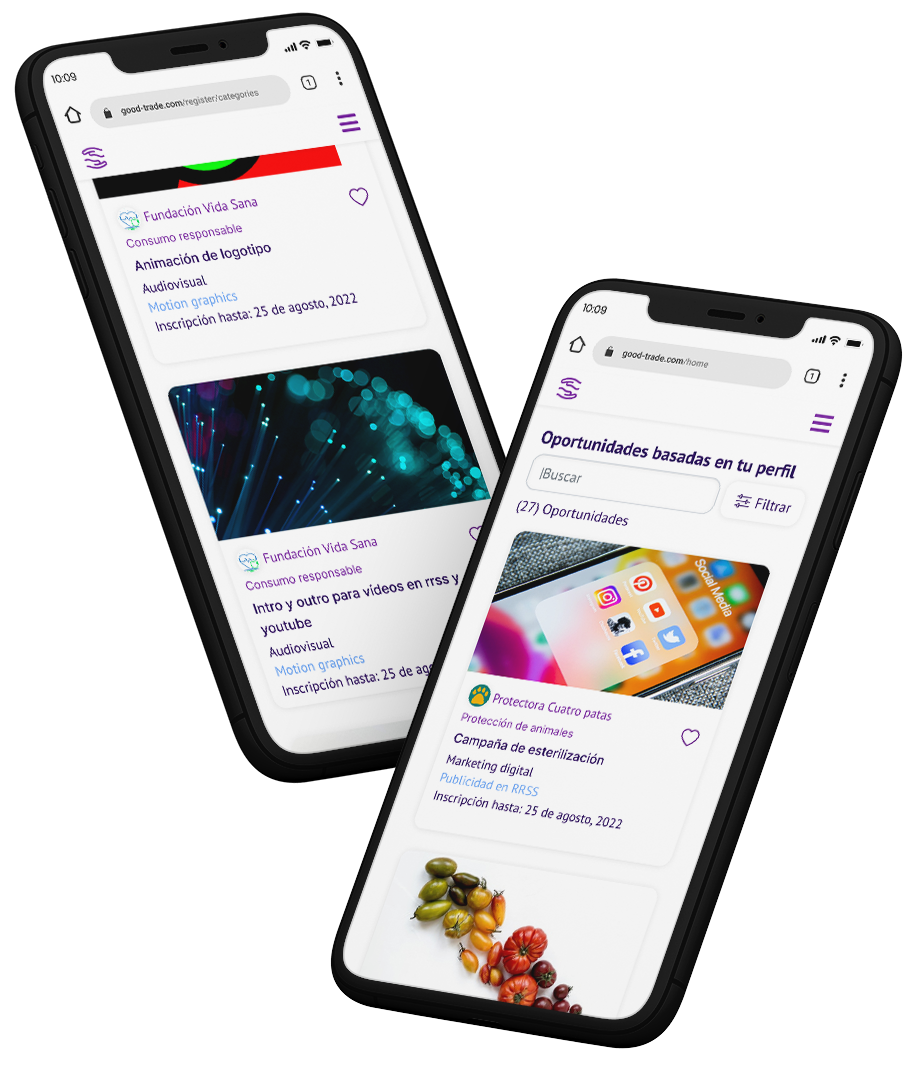 10:09
good-trade.com/register/categories
1
Fundación Vida Sana
Consumo responsable
Animación de logotipo
Audiovisual
Motion graphics
Inscripción hasta: 25 de agosto, 2022
Fundación Vida Sana
Consumo responsable
Intro y outro para vídeos en rrss y
youtube
Audiovisual
Motion graphics
Inscripción hasta: 25 de ago
10:09
good-trade.com/home
1
Oportunidades basadas en tu perfil
Buscar
Filtrar
(27) Oportunidades
Social Media
Protectora Cuatro patas
Protección de animales
Campaña de esterilización
Marketing digital
Publicidad en RRSS
Inscripción hasta: 25 de agosto, 2022